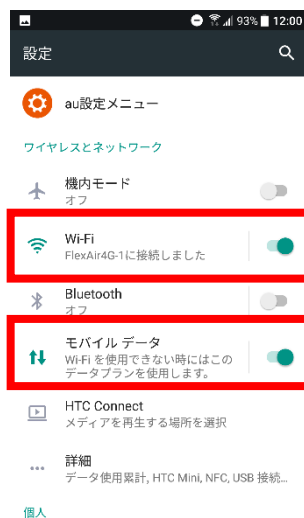 93% 12:00
設定
au設定メニュー
ワイヤレスとネットワーク
機内モード
オフ
Wi-Fi
FlexAir4G-1に接続しました
Bluetooth
オフ
モバイル データ
Wi-Fi を使用できない時にはこの
データプランを使用します。
HTC Connect
メディアを再生する場所を選択
詳細
データ使用累計, HTC Mini, NFC, USB 接続...
個人